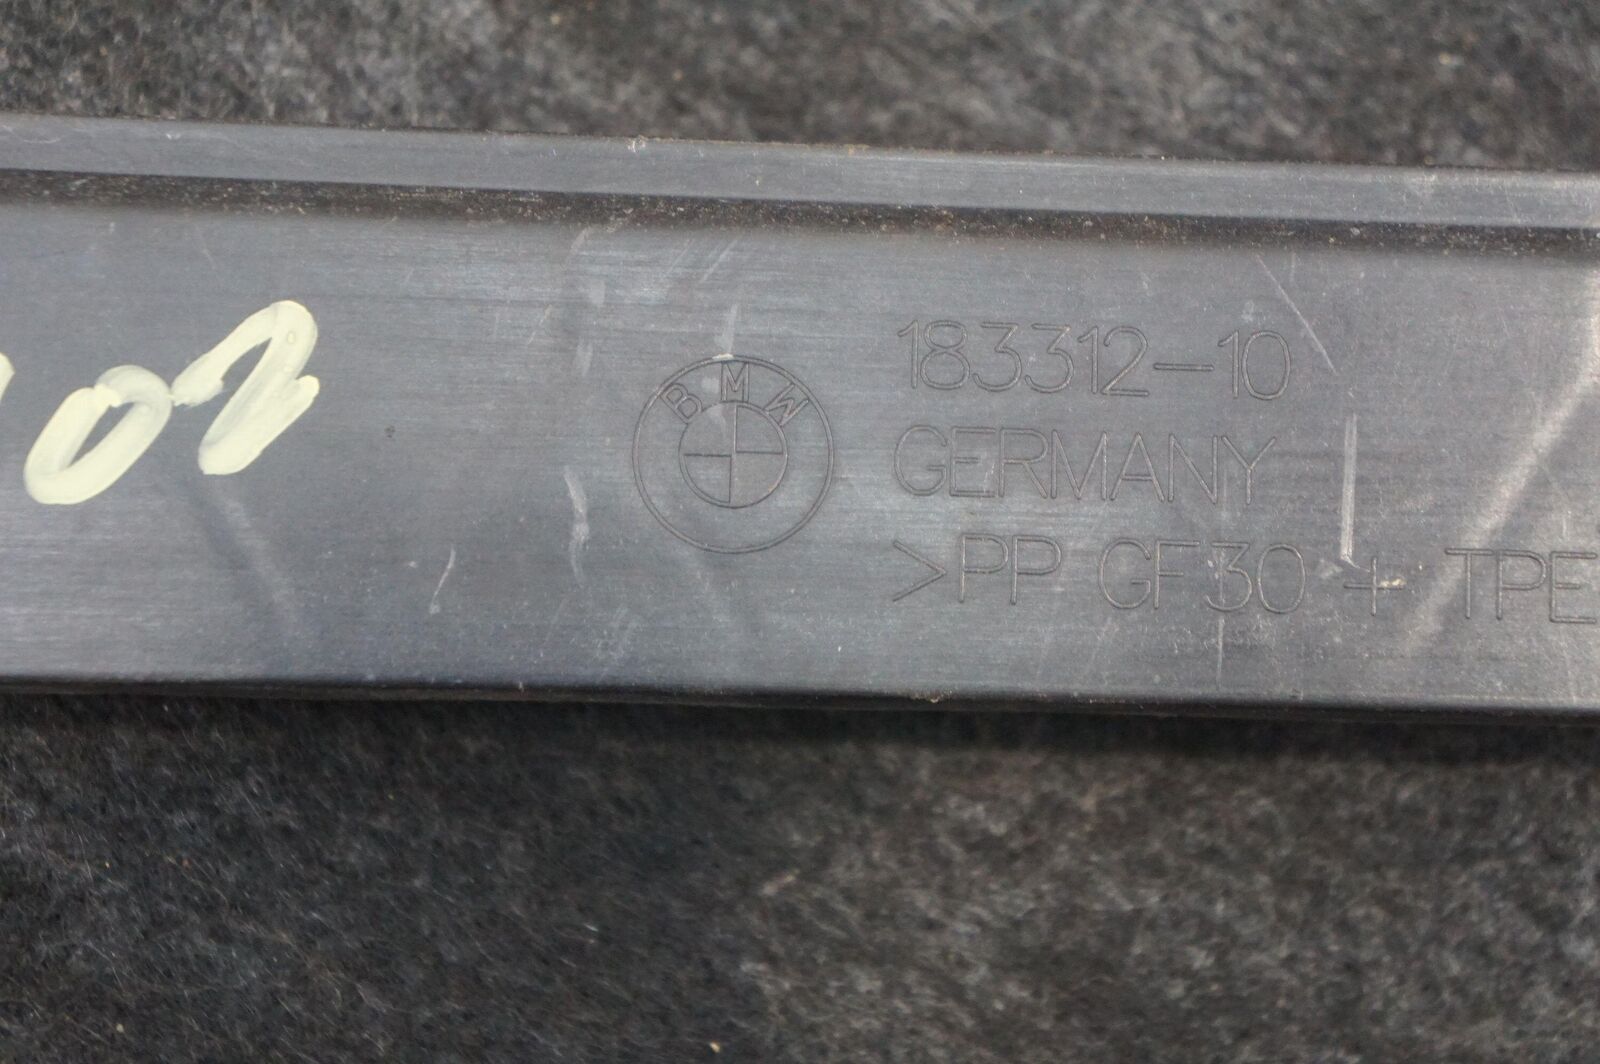 BMW
183312-10
GERMANY
>PP GF30 + TPE